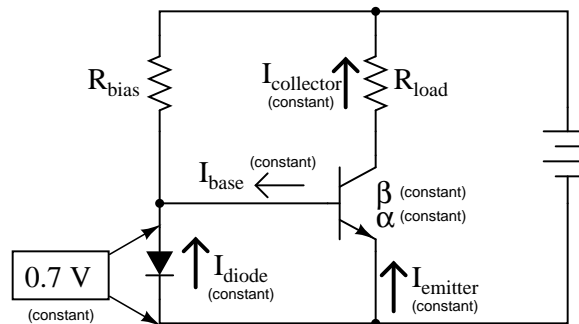 R bias
I collector
(constant)
R load
I base
(constant)
β (constant)
α (constant)
0.7 V
(constant)
I diode
(constant)
I emitter
(constant)